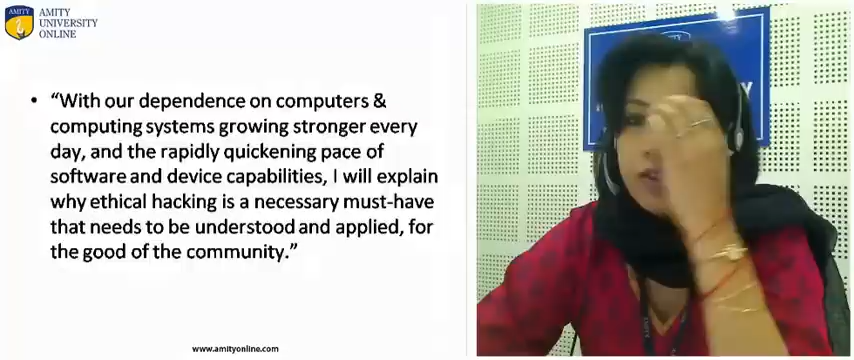 AMITY
AMITY
UNIVERSITY
ONLINE
• “With our dependence on computers &
computing systems growing stronger every
day, and the rapidly quickening pace of
software and device capabilities, I will explain
why ethical hacking is a necessary must-have
that needs to be understood and applied, for
the good of the community.”
www.amityonline.com